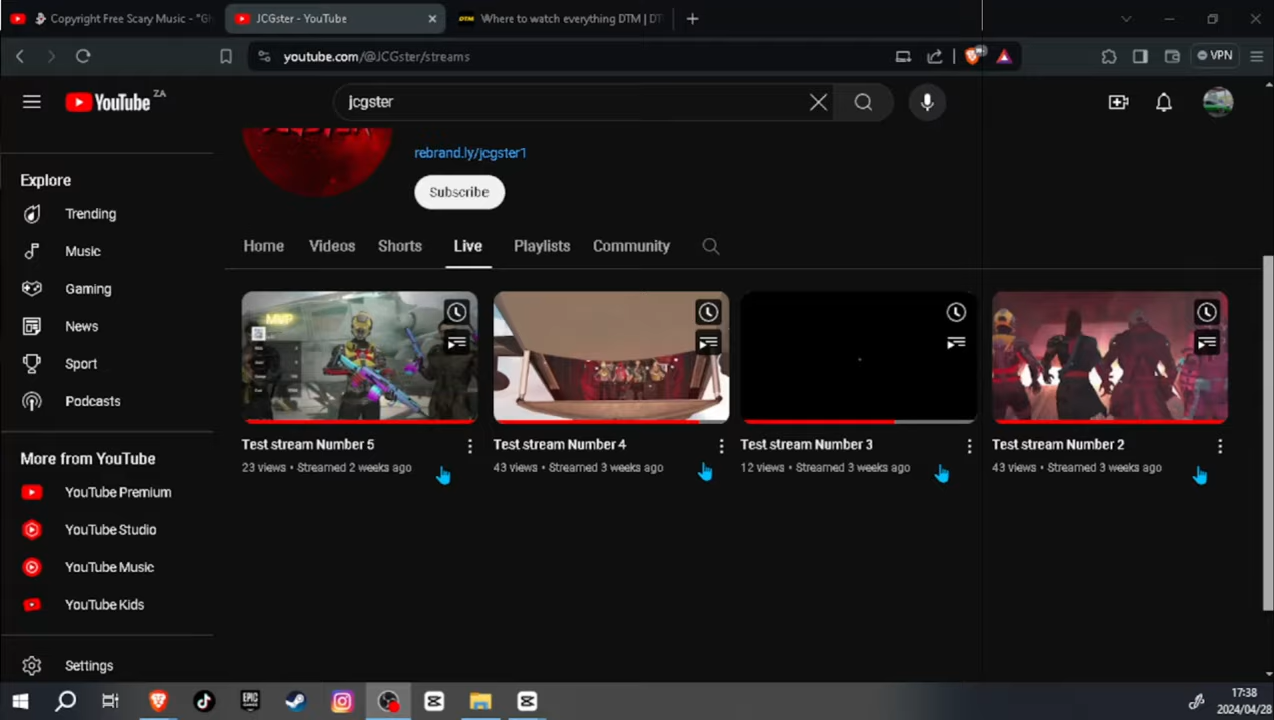 Copyright Free Scary Music - "Gh
JCGster - YouTube
DTM
Where to watch everything DTM | DT
youtube.com/@JCGster/streams
VPN
YouTube ZA
jcgster
rebrand.ly/jcgster1
Subscribe
Explore
Trending
Music
Gaming
News
Sport
Podcasts
More from YouTube
YouTube Premium
YouTube Studio
YouTube Music
YouTube Kids
Settings
Home
Videos
Shorts
Live
Playlists
Community
MVP
Test stream Number 5
23 views • Streamed 2 weeks ago
Test stream Number 4
43 views • Streamed 3 weeks ago
Test stream Number 3
12 views • Streamed 3 weeks ago
Test stream Number 2
43 views • Streamed 3 weeks ago
EPIC
17:38
2024/04/28